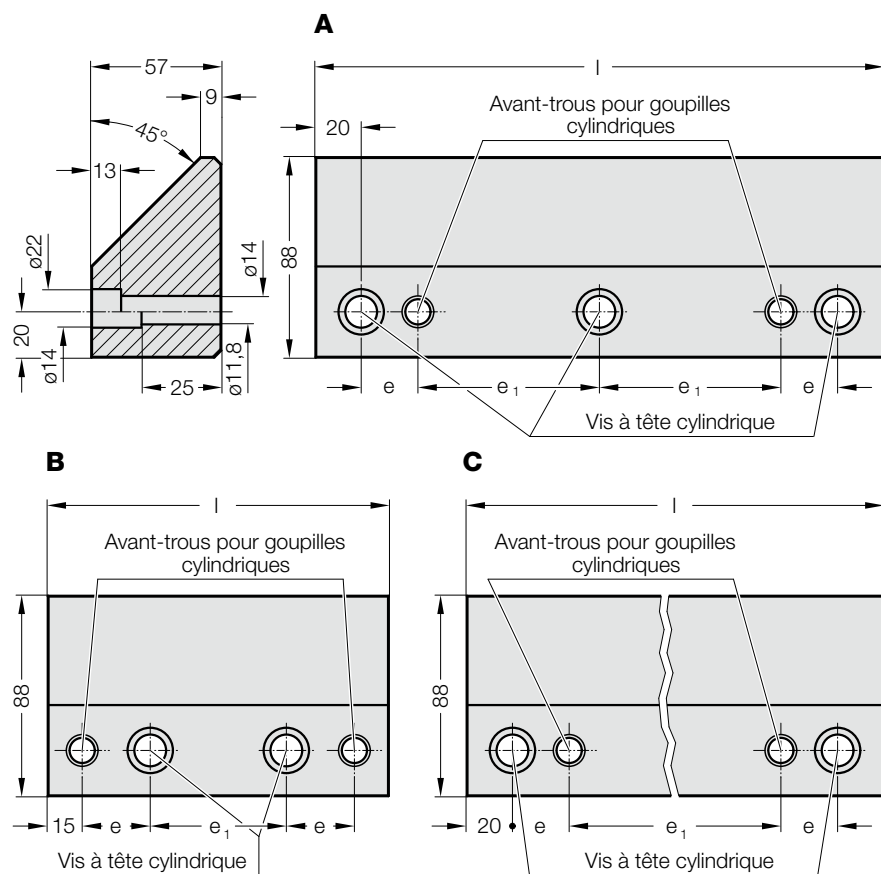 A
57
l
9
Avant-trous pour goupilles
cylindriques
20
45°
13
ø22
ø14
88
20
ø14
25
ø11,8
e
e1
e1
e
Vis à tête cylindrique
B
C
l
l
Avant-trous pour goupilles
cylindriques
Avant-trous pour goupilles
cylindriques
88
88
15
e
e1
e
20
e
e1
e
Vis à tête cylindrique
Vis à tête cylindrique